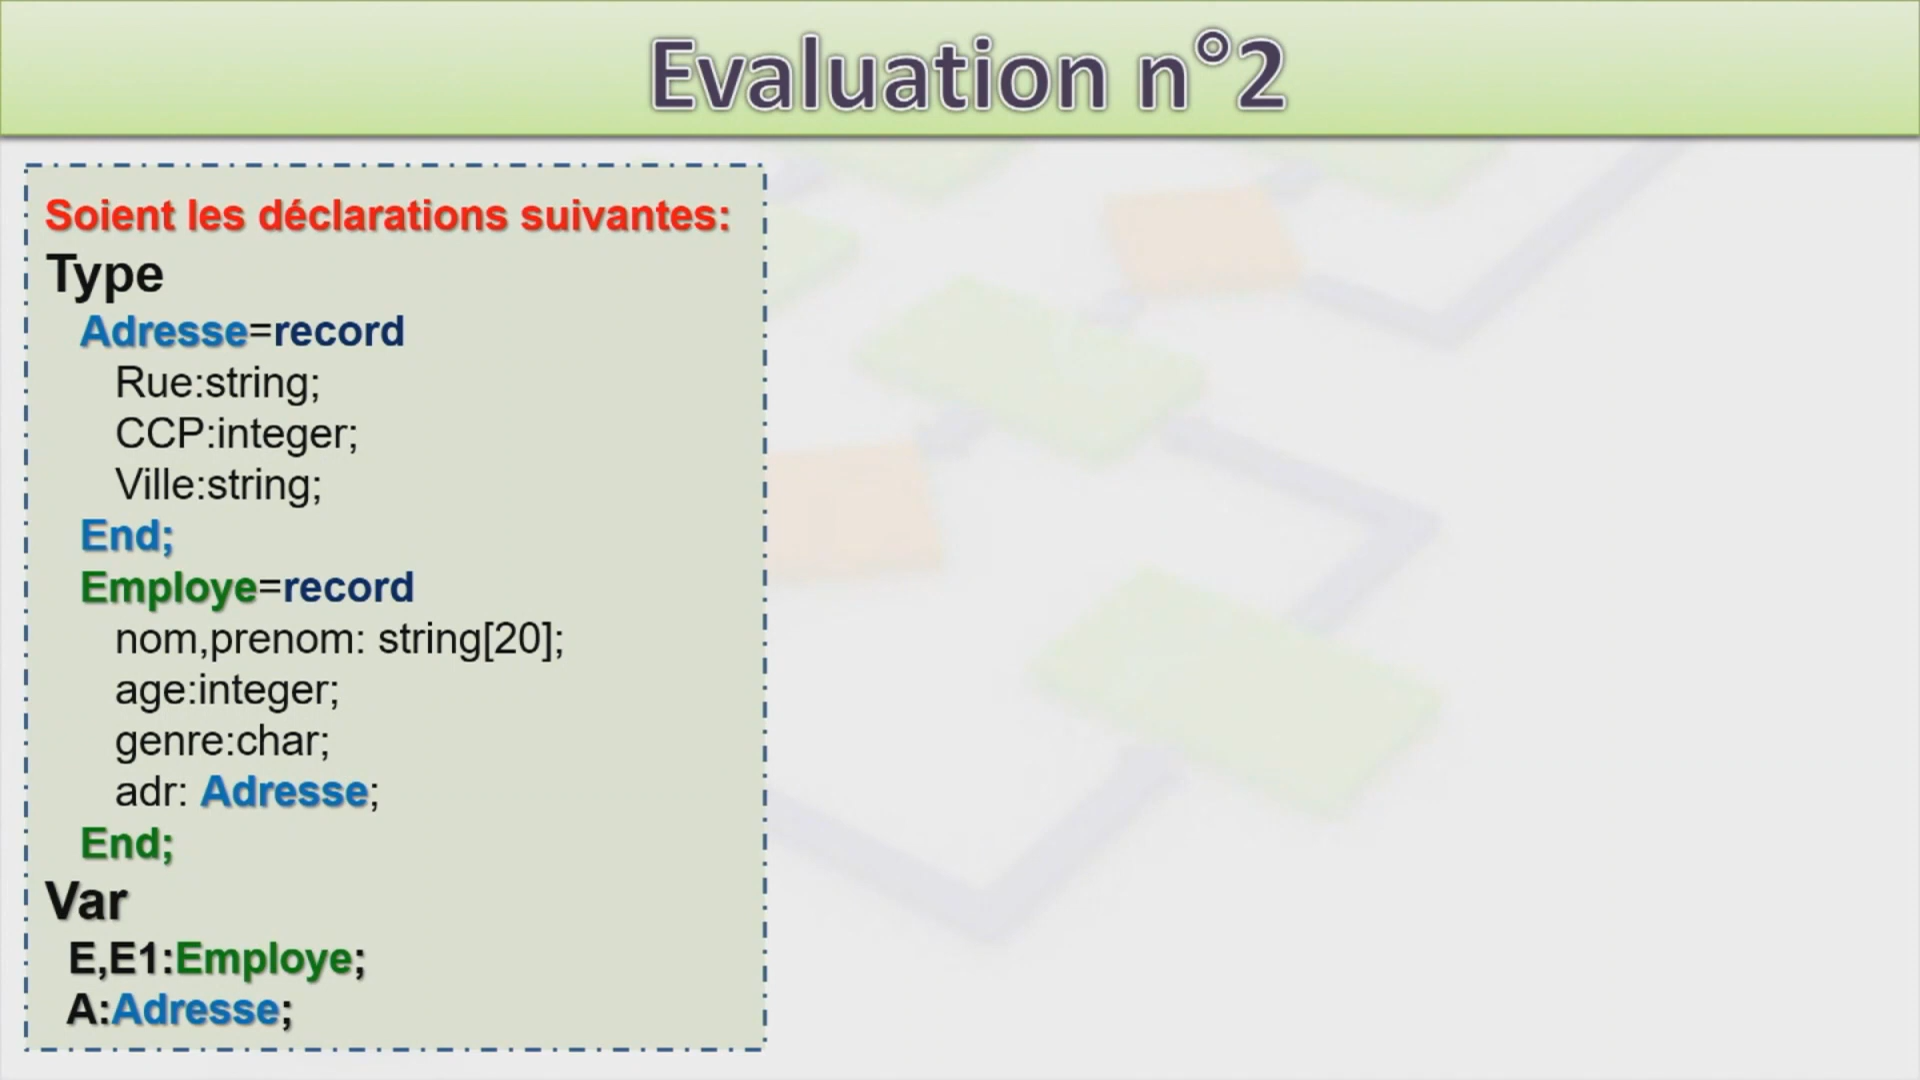 Evaluation n°2
Soient les déclarations suivantes:
Type
Adresse=record
Rue:string;
CCP:integer;
Ville:string;
End;
Employe=record
nom,prenom: string[20];
age:integer;
genre:char;
adr: Adresse;
End;
Var
E,E1:Employe;
A:Adresse;